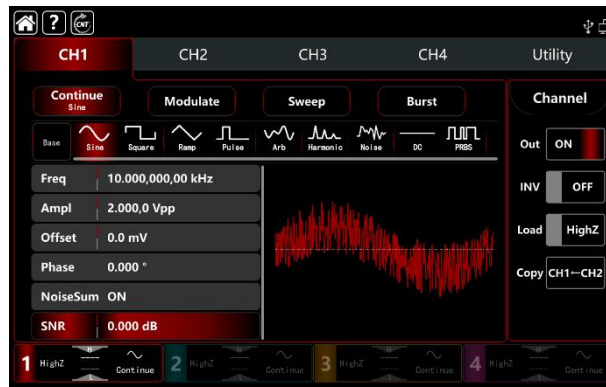 ? CNT
CH1 CH2 CH3 CH4 Utility
Continue Sine Modulate Sweep Burst Channel
Base Sine Square Ramp Pulse Arb Harmonic Noise DC PRBS
Out ON
Freq 10.000,000,00 kHz
INV OFF
Ampl 2.000,0 Vpp
Offset 0.0 mV
Load HighZ
Phase 0.000 °
Copy CH1←CH2
NoiseSum ON
SNR 0.000 dB
1 HighZ Continue 2 HighZ Continue 3 HighZ Continue 4 HighZ Continue